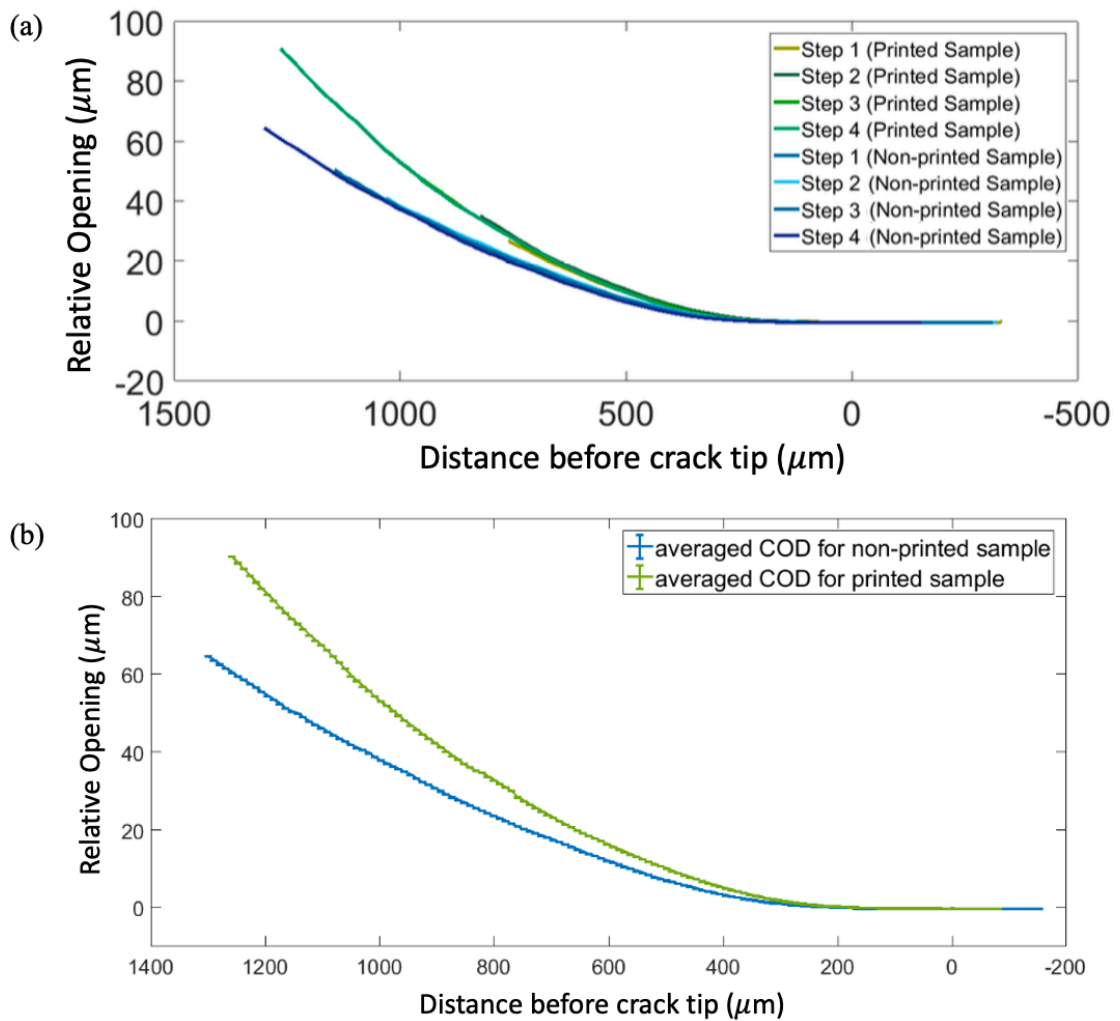 (a)
100
80
60
40
20
0
-20
Relative Opening (μm)
Step 1 (Printed Sample)
Step 2 (Printed Sample)
Step 3 (Printed Sample)
Step 4 (Printed Sample)
Step 1 (Non-printed Sample)
Step 2 (Non-printed Sample)
Step 3 (Non-printed Sample)
Step 4 (Non-printed Sample)
1500 1000 500 0 -500
Distance before crack tip (μm)
(b)
100
80
60
40
20
0
Relative Opening (μm)
averaged COD for non-printed sample
averaged COD for printed sample
1400 1200 1000 800 600 400 200 0 -200
Distance before crack tip (μm)